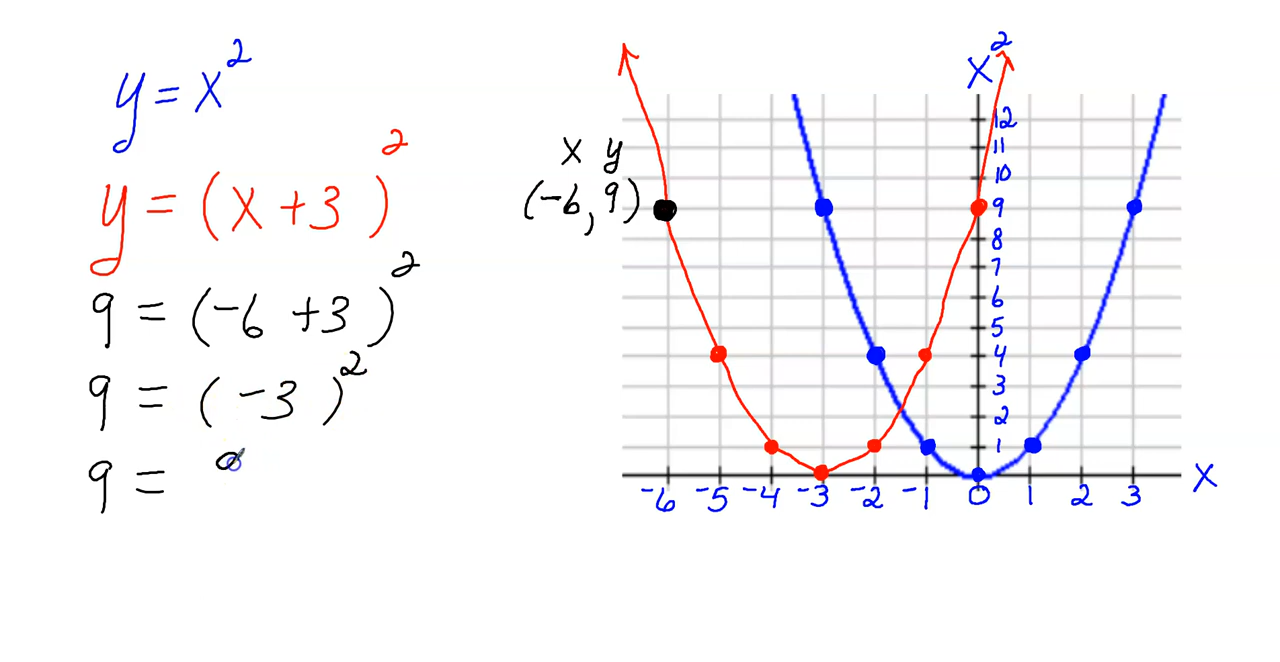 y = x²
y = (x + 3)²
9 = (-6 + 3)²
9 = (-3)²
9 =
x y
(-6, 9)
x²
12
11
10
9
8
7
6
5
4
3
2
1
-6 -5 -4 -3 -2 -1 0 1 2 3 x